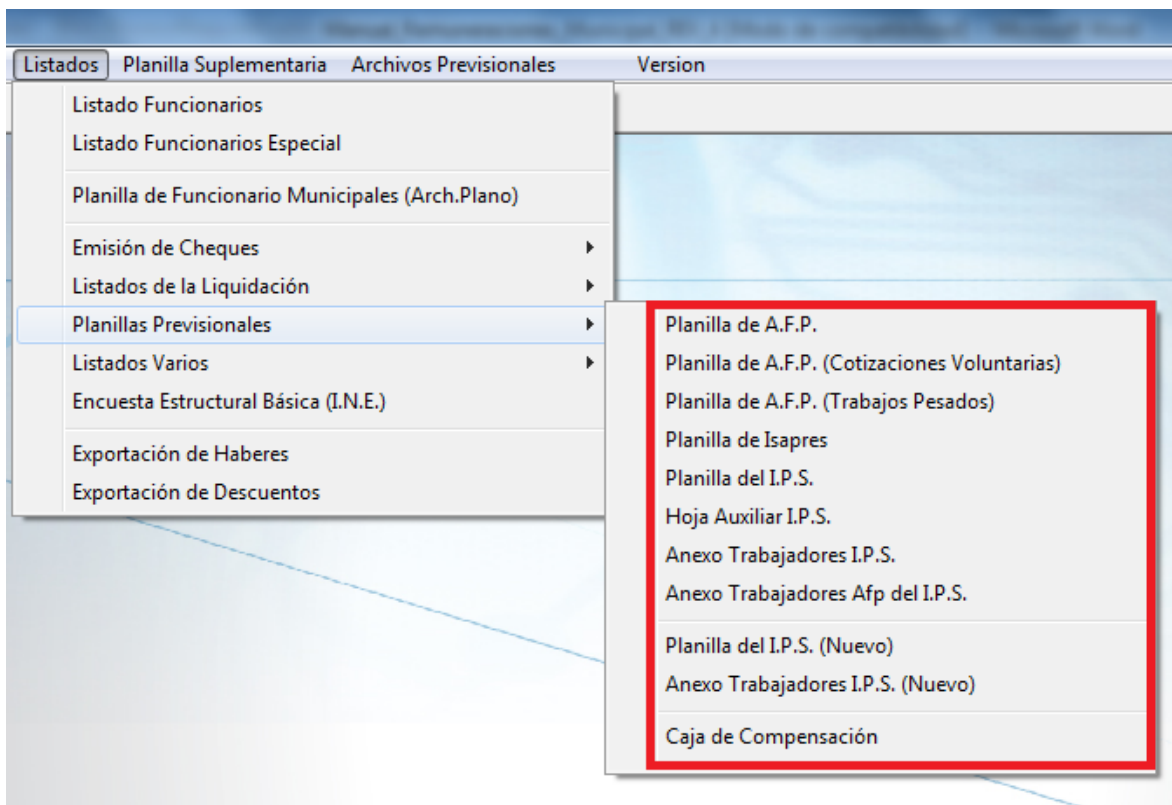 Listados Planilla Suplementaria Archivos Previsionales Version
Listado Funcionarios
Listado Funcionarios Especial
Planilla de Funcionario Municipales (Arch.Plano)
Emisión de Cheques
Listados de la Liquidación
Planillas Previsionales
Listados Varios
Encuesta Estructural Básica (I.N.E.)
Exportación de Haberes
Exportación de Descuentos
Planilla de A.F.P.
Planilla de A.F.P. (Cotizaciones Voluntarias)
Planilla de A.F.P. (Trabajos Pesados)
Planilla de Isapres
Planilla del I.P.S.
Hoja Auxiliar I.P.S.
Anexo Trabajadores I.P.S.
Anexo Trabajadores Afp del I.P.S.
Planilla del I.P.S. (Nuevo)
Anexo Trabajadores I.P.S. (Nuevo)
Caja de Compensación